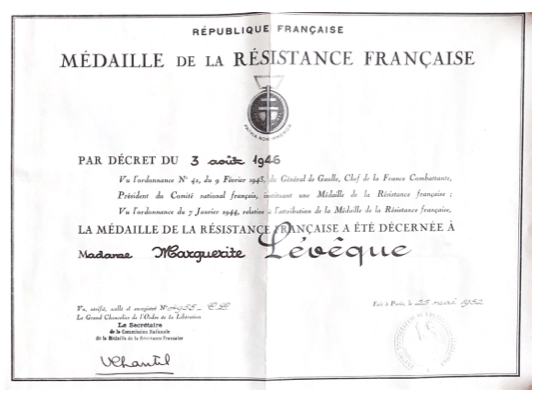 RÉPUBLIQUE FRANÇAISE
MÉDAILLE DE LA RÉSISTANCE FRANÇAISE
PATRIA NON IMMEMOR
PAR DÉCRET DU 3 août 1946
Vu l'ordonnance N° 42, du 9 Février 1943, du Général de Gaulle, Chef de la France Combattante,
Président du Comité national français, instituant une Médaille de la Résistance française ;
Vu l'ordonnance du 7 Janvier 1944, relative à l'attribution de la Médaille de la Résistance française,
LA MÉDAILLE DE LA RÉSISTANCE FRANÇAISE A ÉTÉ DÉCERNÉE À
Madame Marguerite Lévêque
Vu, vérifié, scellé et enregistré N°
Le Grand Chancelier de l'Ordre de la Libération
Fait à Paris, le 25 mars 1952
Le Secrétaire
de la Commission Nationale
de la Médaille de la Résistance Française